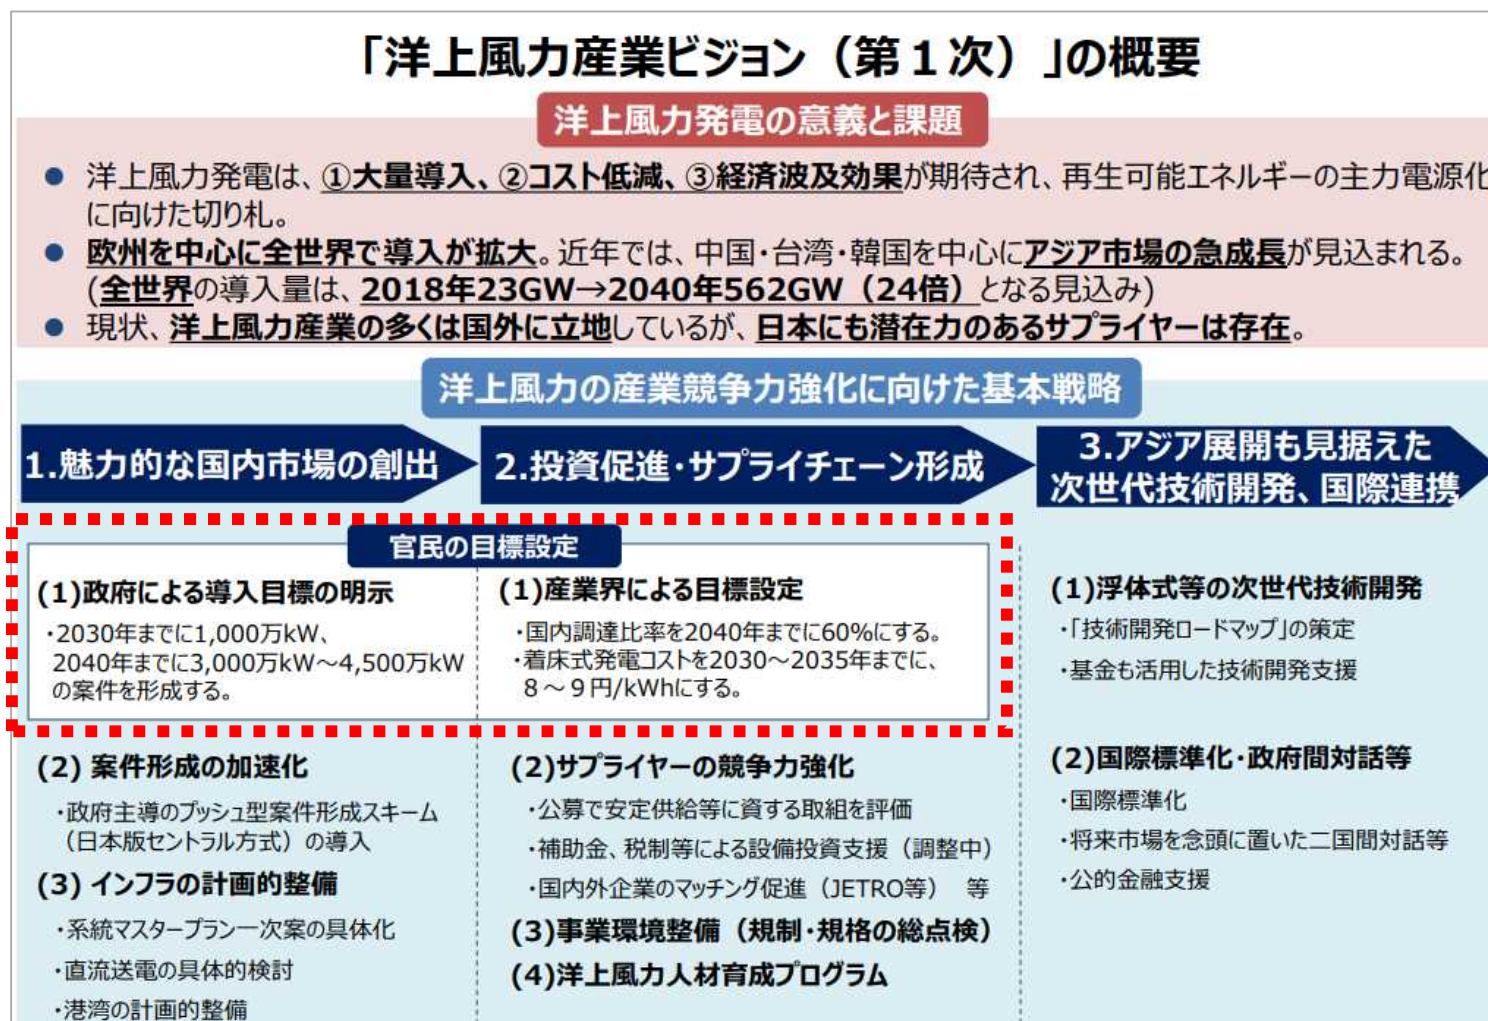 「洋上風力産業ビジョン（第１次）」の概要
洋上風力発電の意義と課題
● 洋上風力発電は、①大量導入、②コスト低減、③経済波及効果が期待され、再生可能エネルギーの主力電源化
に向けた切り札。
● 欧州を中心に全世界で導入が拡大。近年では、中国・台湾・韓国を中心にアジア市場の急成長が見込まれる。
(全世界の導入量は、2018年23GW→2040年562GW（24倍）となる見込み)
● 現状、洋上風力産業の多くは国外に立地しているが、日本にも潜在力のあるサプライヤーは存在。
洋上風力の産業競争力強化に向けた基本戦略
1.魅力的な国内市場の創出
2.投資促進・サプライチェーン形成
3.アジア展開も見据えた
次世代技術開発、国際連携
官民の目標設定
(1)政府による導入目標の明示
・2030年までに1,000万kW、
2040年までに3,000万kW～4,500万kW
の案件を形成する。
(2) 案件形成の加速化
・政府主導のプッシュ型案件形成スキーム
（日本版セントラル方式）の導入
(3) インフラの計画的整備
・系統マスタープラン一次案の具体化
・直流送電の具体的検討
・港湾の計画的整備
(1)産業界による目標設定
・国内調達比率を2040年までに60%にする。
・着床式発電コストを2030～2035年までに、
８～９円/kWhにする。
(2)サプライヤーの競争力強化
・公募で安定供給等に資する取組を評価
・補助金、税制等による設備投資支援（調整中）
・国内外企業のマッチング促進（JETRO等） 等
(3)事業環境整備（規制・規格の総点検）
(4)洋上風力人材育成プログラム
(1)浮体式等の次世代技術開発
・「技術開発ロードマップ」の策定
・基金も活用した技術開発支援
(2)国際標準化・政府間対話等
・国際標準化
・将来市場を念頭に置いた二国間対話等
・公的金融支援